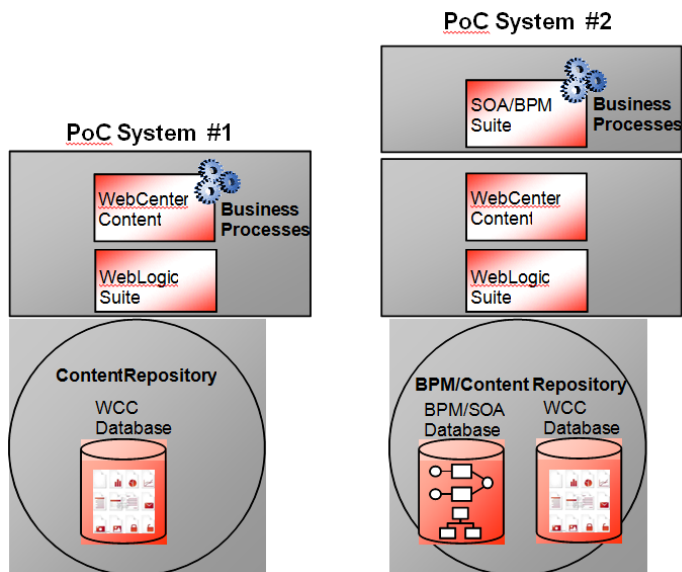 PoC System #1
WebCenter
Content
Business
Processes
WebLogic
Suite
ContentRepository
WCC
Database
PoC System #2
SOA/BPM
Suite
Business
Processes
WebCenter
Content
WebLogic
Suite
BPM/Content Repository
BPM/SOA
Database
WCC
Database